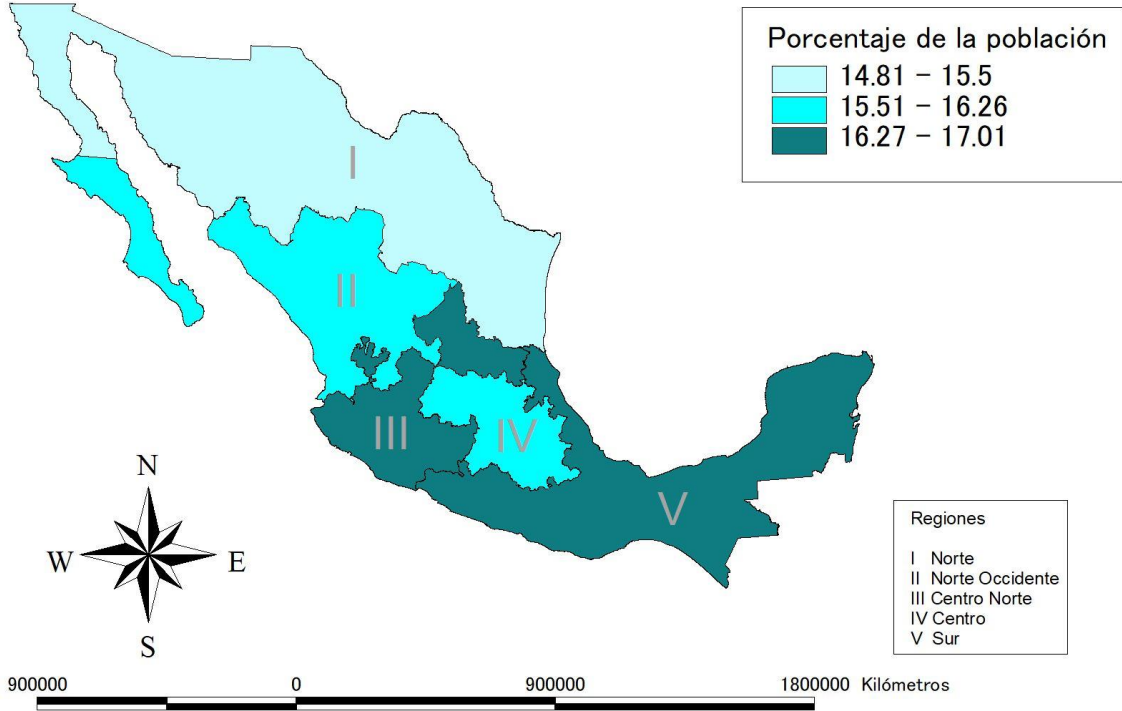 Porcentaje de la población
14.81 – 15.5
15.51 – 16.26
16.27 – 17.01
I
II
III
IV
V
N
W
E
S
Regiones
I Norte
II Norte Occidente
III Centro Norte
IV Centro
V Sur
900000 0 900000 1800000 Kilómetros